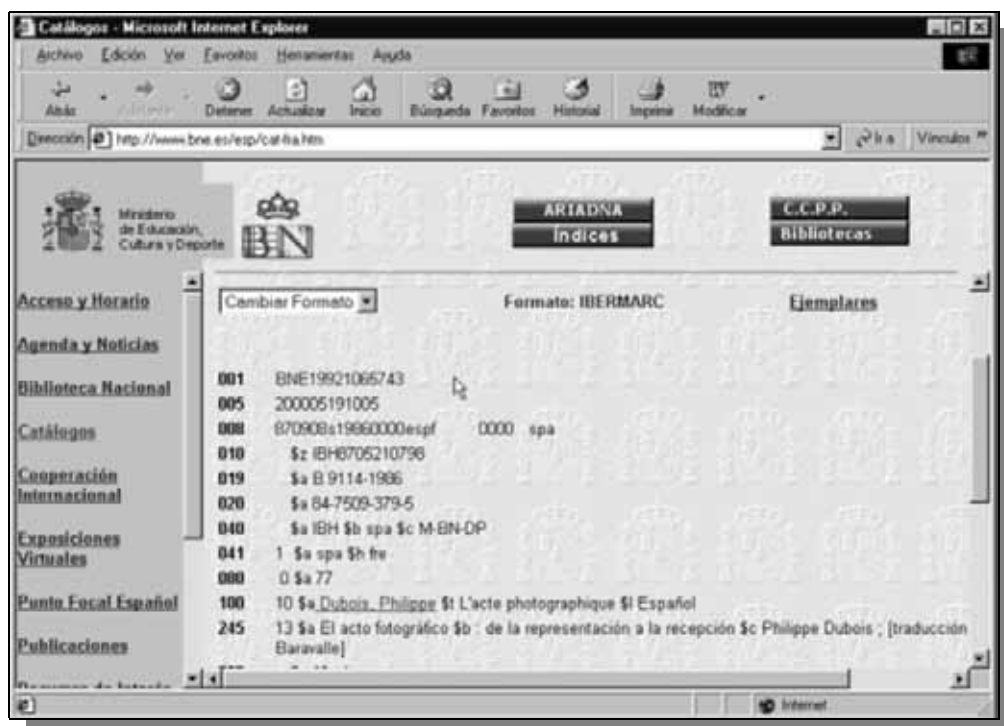 Catálogos - Microsoft Internet Explorer
Archivo Edición Ver Favoritos Herramientas Ayuda
Atrás Detener Actualizar Inicio Búsqueda Favoritos Historial Imprimir Modificar
Dirección http://www.bne.es/esp/cat-fra.htm Ir a Vínculos
Ministerio
de Educación,
Cultura y Deporte
BN
ARIADNA
Índices
C.C.P.P.
Bibliotecas
Acceso y Horario
Agenda y Noticias
Biblioteca Nacional
Catálogos
Cooperación
Internacional
Exposiciones
Virtuales
Punto Focal Español
Publicaciones
Cambiar Formato Formato: IBERMARC Ejemplares
001 BNE19921065743
005 200005191005
008 870908s19860000espf 0000 spa
010 $z IBH8705210798
019 $a B 9114-1986
020 $a 84-7509-379-5
040 $a IBH $b spa $c M-BN-DP
041 1 $a spa $h fre
080 0 $a 77
100 10 $a Dubois, Philippe $t L'acte photographique $l Español
245 13 $a El acto fotográfico $b : de la representación a la recepción $c Philippe Dubois ; [traducción
Baravalle]
Internet